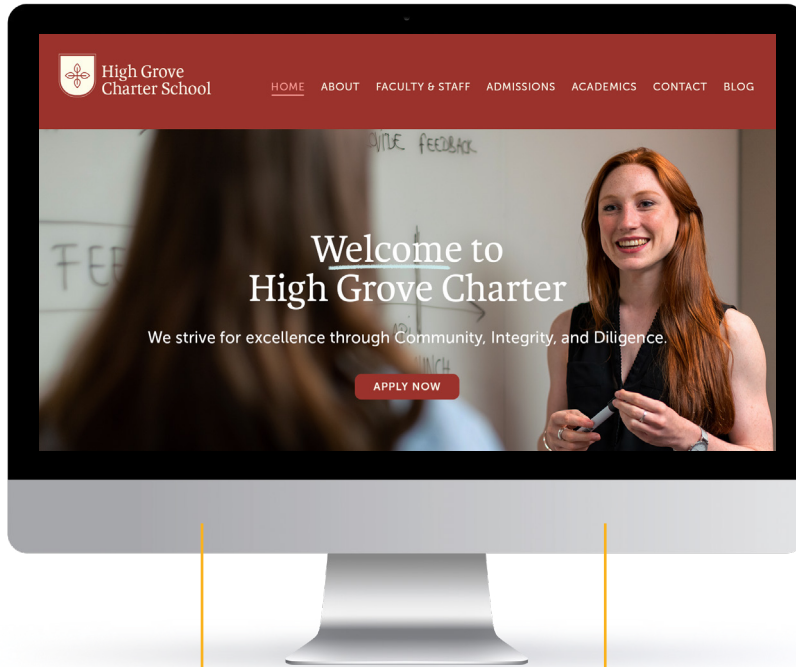 High Grove
Charter School
HOME ABOUT FACULTY & STAFF ADMISSIONS ACADEMICS CONTACT BLOG
FEEDBACK
Welcome to
High Grove Charter
We strive for excellence through Community, Integrity, and Diligence.
APPLY NOW